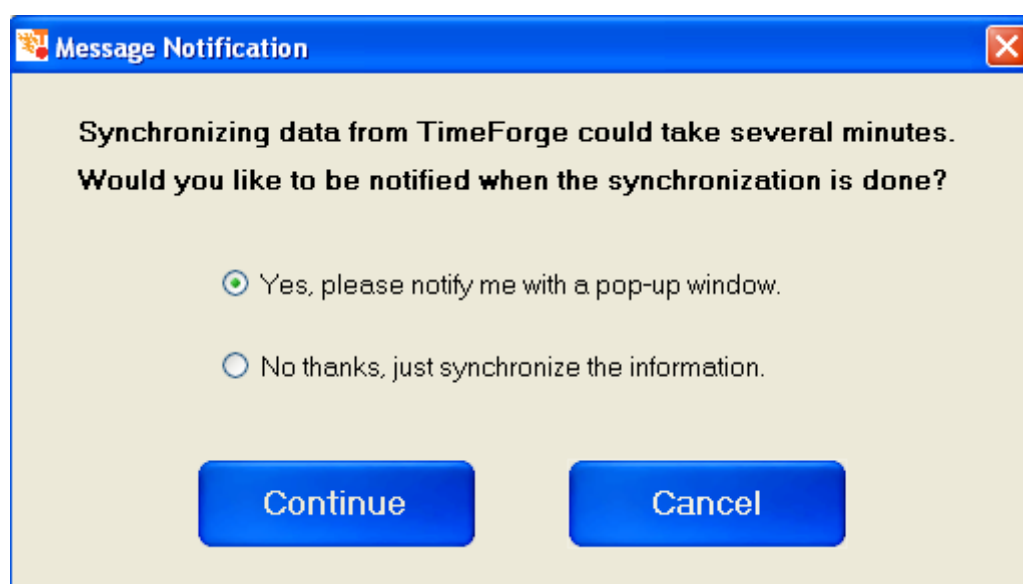 Message Notification
Synchronizing data from TimeForge could take several minutes.
Would you like to be notified when the synchronization is done?
Yes, please notify me with a pop-up window.
No thanks, just synchronize the information.
Continue
Cancel